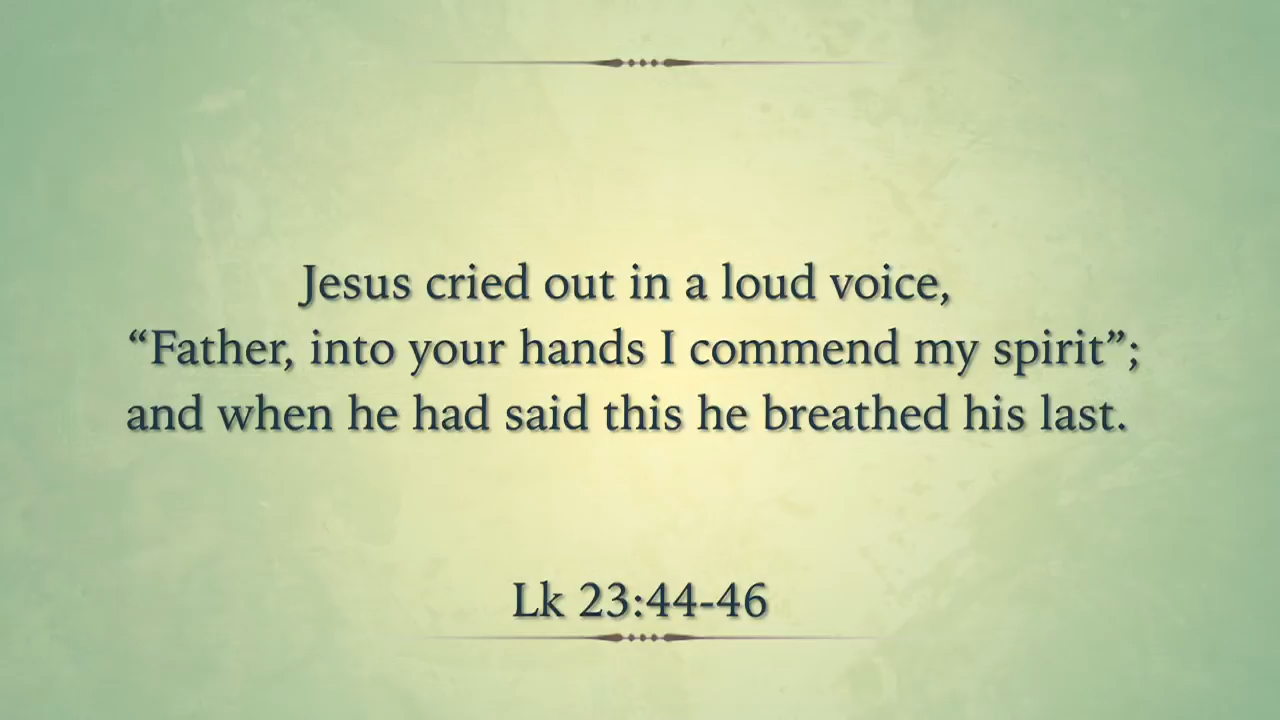 Jesus cried out in a loud voice,
“Father, into your hands I commend my spirit”;
and when he had said this he breathed his last.
Lk 23:44-46